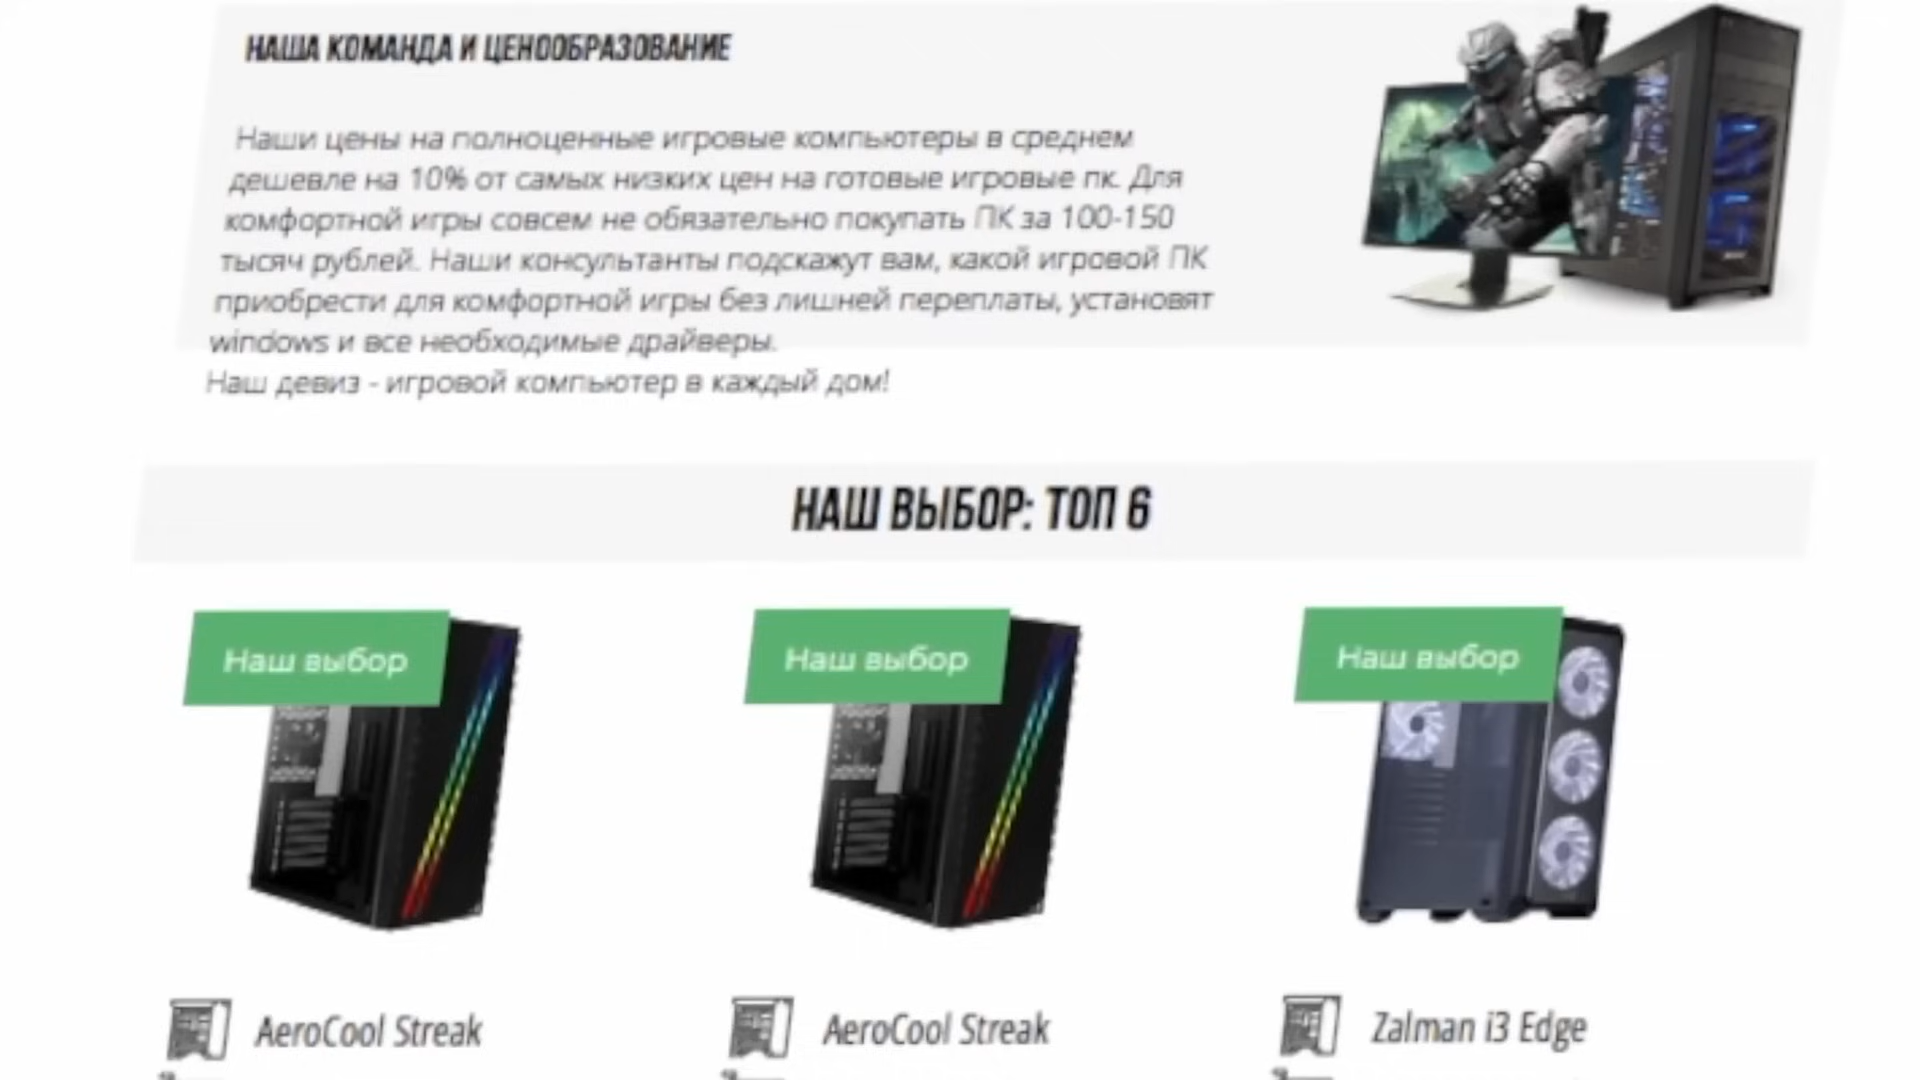 НАША КОМАНДА И ЦЕНООБРАЗОВАНИЕ
Наши цены на полноценные игровые компьютеры в среднем
дешевле на 10% от самых низких цен на готовые игровые пк. Для
комфортной игры совсем не обязательно покупать ПК за 100-150
тысяч рублей. Наши консультанты подскажут вам, какой игровой ПК
приобрести для комфортной игры без лишней переплаты, установят
windows и все необходимые драйверы.
Наш девиз - игровой компьютер в каждый дом!
НАШ ВЫБОР: ТОП 6
Наш выбор
Наш выбор
Наш выбор
AeroCool Streak
AeroCool Streak
Zalman i3 Edge